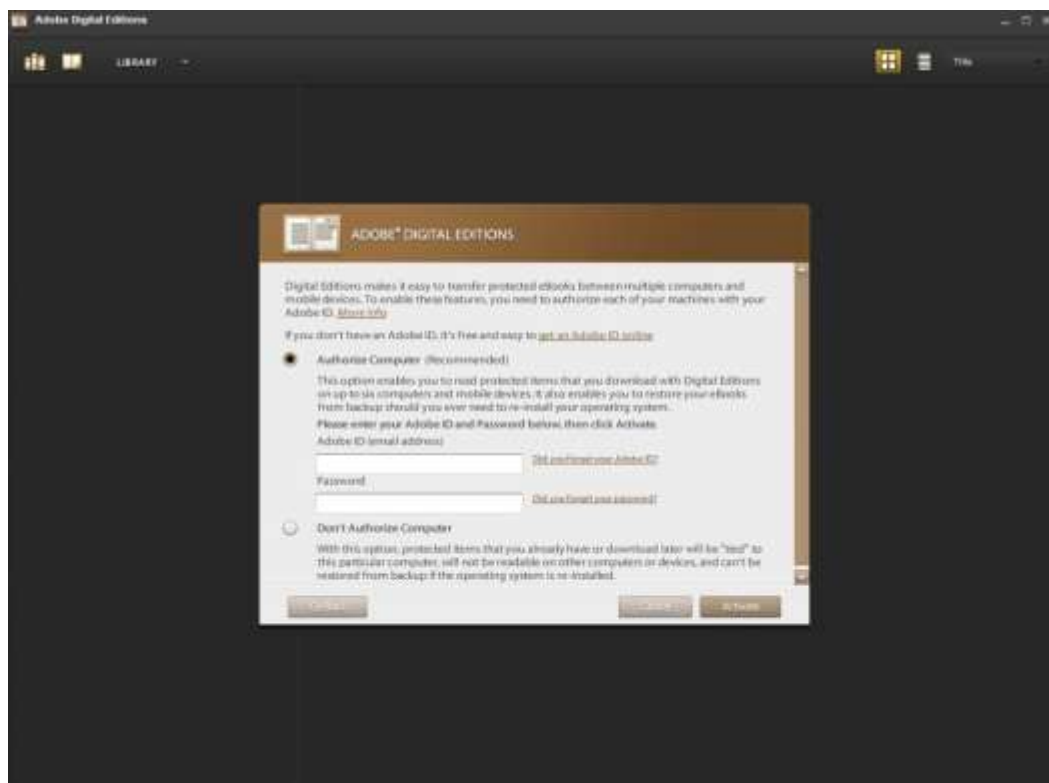 Adobe Digital Editions
LIBRARY
Title
ADOBE® DIGITAL EDITIONS
Digital Editions makes it easy to transfer protected eBooks between multiple computers and
mobile devices. To enable these features, you need to authorize each of your machines with your
Adobe ID. More Info
If you don't have an Adobe ID, it's free and easy to get an Adobe ID online
Authorize Computer (Recommended)
This option enables you to read protected items that you download with Digital Editions
on up to six computers and mobile devices. It also enables you to restore your eBooks
from backup should you ever need to re-install your operating system.
Please enter your Adobe ID and Password below, then click Activate.
Adobe ID (email address)
Did you forget your Adobe ID?
Password
Did you forget your password?
Don't Authorize Computer
With this option, protected items that you already have or download later will be "tied" to
this particular computer, will not be readable on other computers or devices, and can't be
restored from backup if the operating system is re-installed.
Activate